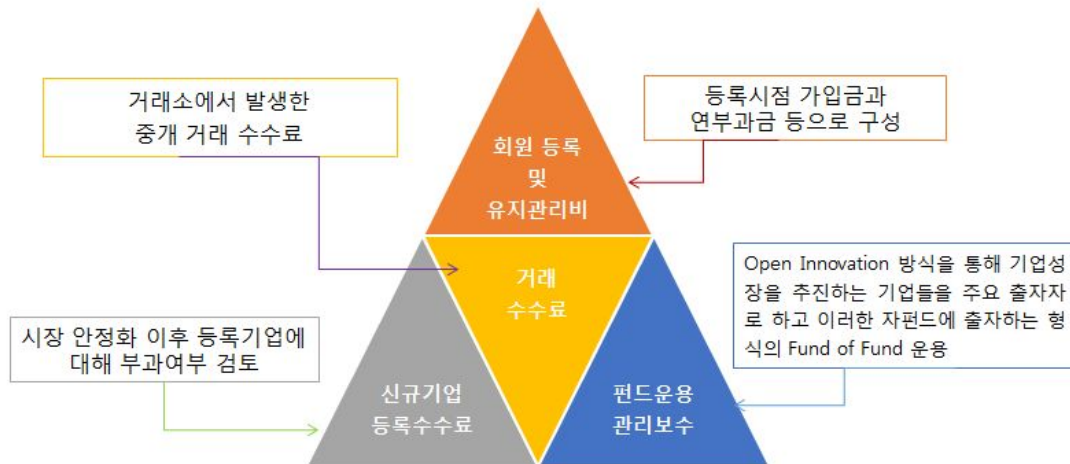 거래소에서 발생한
중개 거래 수수료
등록시점 가입금과
연부과금 등으로 구성
회원 등록
및
유지관리비
거래
수수료
Open Innovation 방식을 통해 기업성
장을 추진하는 기업들을 주요 출자자
로 하고 이러한 자펀드에 출자하는 형
식의 Fund of Fund 운용
시장 안정화 이후 등록기업에
대해 부과여부 검토
신규기업
등록수수료
펀드운용
관리보수